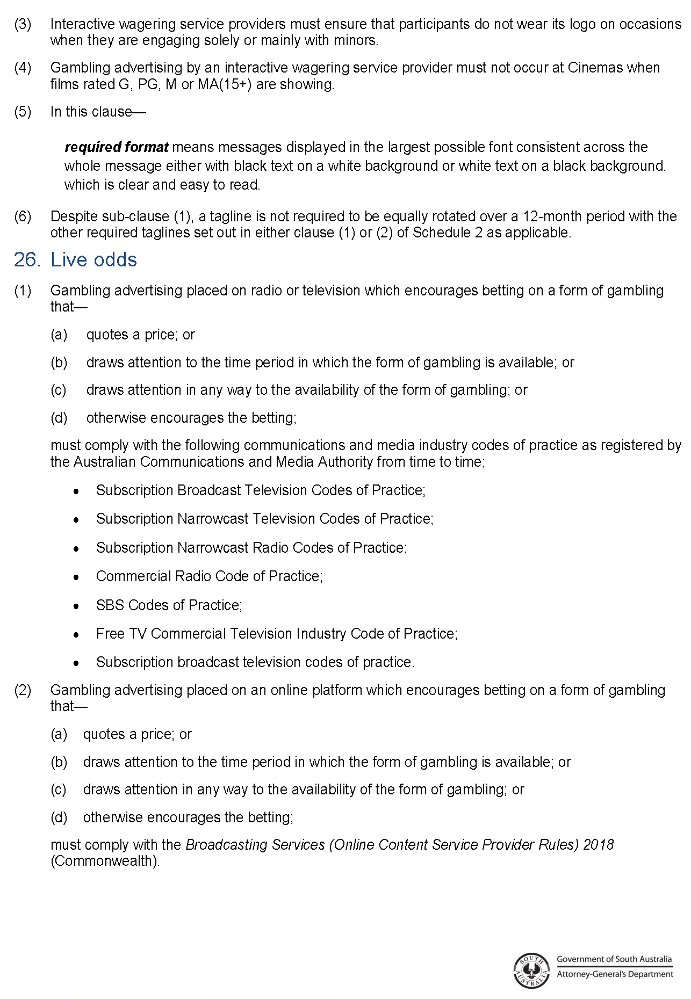 (3) Interactive wagering service providers must ensure that participants do not wear its logo on occasions
when they are engaging solely or mainly with minors.
(4) Gambling advertising by an interactive wagering service provider must not occur at Cinemas when
films rated G, PG, M or MA(15+) are showing.
(5) In this clause—
required format means messages displayed in the largest possible font consistent across the
whole message either with black text on a white background or white text on a black background.
which is clear and easy to read.
(6) Despite sub-clause (1), a tagline is not required to be equally rotated over a 12-month period with the
other required taglines set out in either clause (1) or (2) of Schedule 2 as applicable.
26. Live odds
(1) Gambling advertising placed on radio or television which encourages betting on a form of gambling
that—
(a) quotes a price; or
(b) draws attention to the time period in which the form of gambling is available; or
(c) draws attention in any way to the availability of the form of gambling; or
(d) otherwise encourages the betting;
must comply with the following communications and media industry codes of practice as registered by
the Australian Communications and Media Authority from time to time;
• Subscription Broadcast Television Codes of Practice;
• Subscription Narrowcast Television Codes of Practice;
• Subscription Narrowcast Radio Codes of Practice;
• Commercial Radio Code of Practice;
• SBS Codes of Practice;
• Free TV Commercial Television Industry Code of Practice;
• Subscription broadcast television codes of practice.
(2) Gambling advertising placed on an online platform which encourages betting on a form of gambling
that—
(a) quotes a price; or
(b) draws attention to the time period in which the form of gambling is available; or
(c) draws attention in any way to the availability of the form of gambling; or
(d) otherwise encourages the betting;
must comply with the Broadcasting Services (Online Content Service Provider Rules) 2018
(Commonwealth).
SOUTH AUSTRALIA
Government of South Australia
Attorney-General's Department